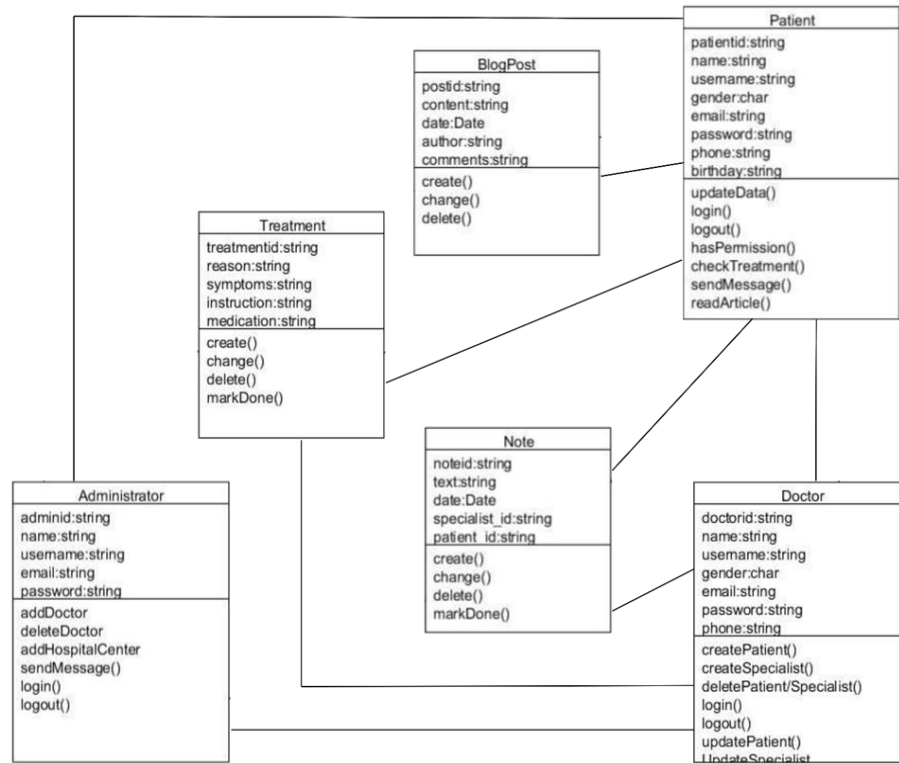 Patient
patientid:string
name:string
username:string
gender:char
email:string
password:string
phone:string
birthday:string
updateData()
login()
logout()
hasPermission()
checkTreatment()
sendMessage()
readArticle()
BlogPost
postid:string
content:string
date:Date
author:string
comments:string
create()
change()
delete()
Treatment
treatmentid:string
reason:string
symptoms:string
instruction:string
medication:string
create()
change()
delete()
markDone()
Note
noteid:string
text:string
date:Date
specialist_id:string
patient_id:string
create()
change()
delete()
markDone()
Administrator
adminid:string
name:string
username:string
email:string
password:string
addDoctor
deleteDoctor
addHospitalCenter
sendMessage()
login()
logout()
Doctor
doctorid:string
name:string
username:string
gender:char
email:string
password:string
phone:string
createPatient()
createSpecialist()
deletePatient/Specialist()
login()
logout()
updatePatient()
UpdateSpecialist